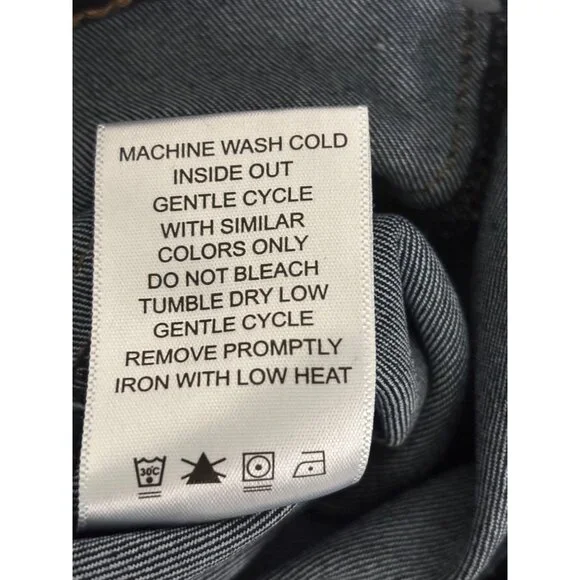 MACHINE WASH COLD
INSIDE OUT
GENTLE CYCLE
WITH SIMILAR
COLORS ONLY
DO NOT BLEACH
TUMBLE DRY LOW
GENTLE CYCLE
REMOVE PROMPTLY
IRON WITH LOW HEAT
30°C